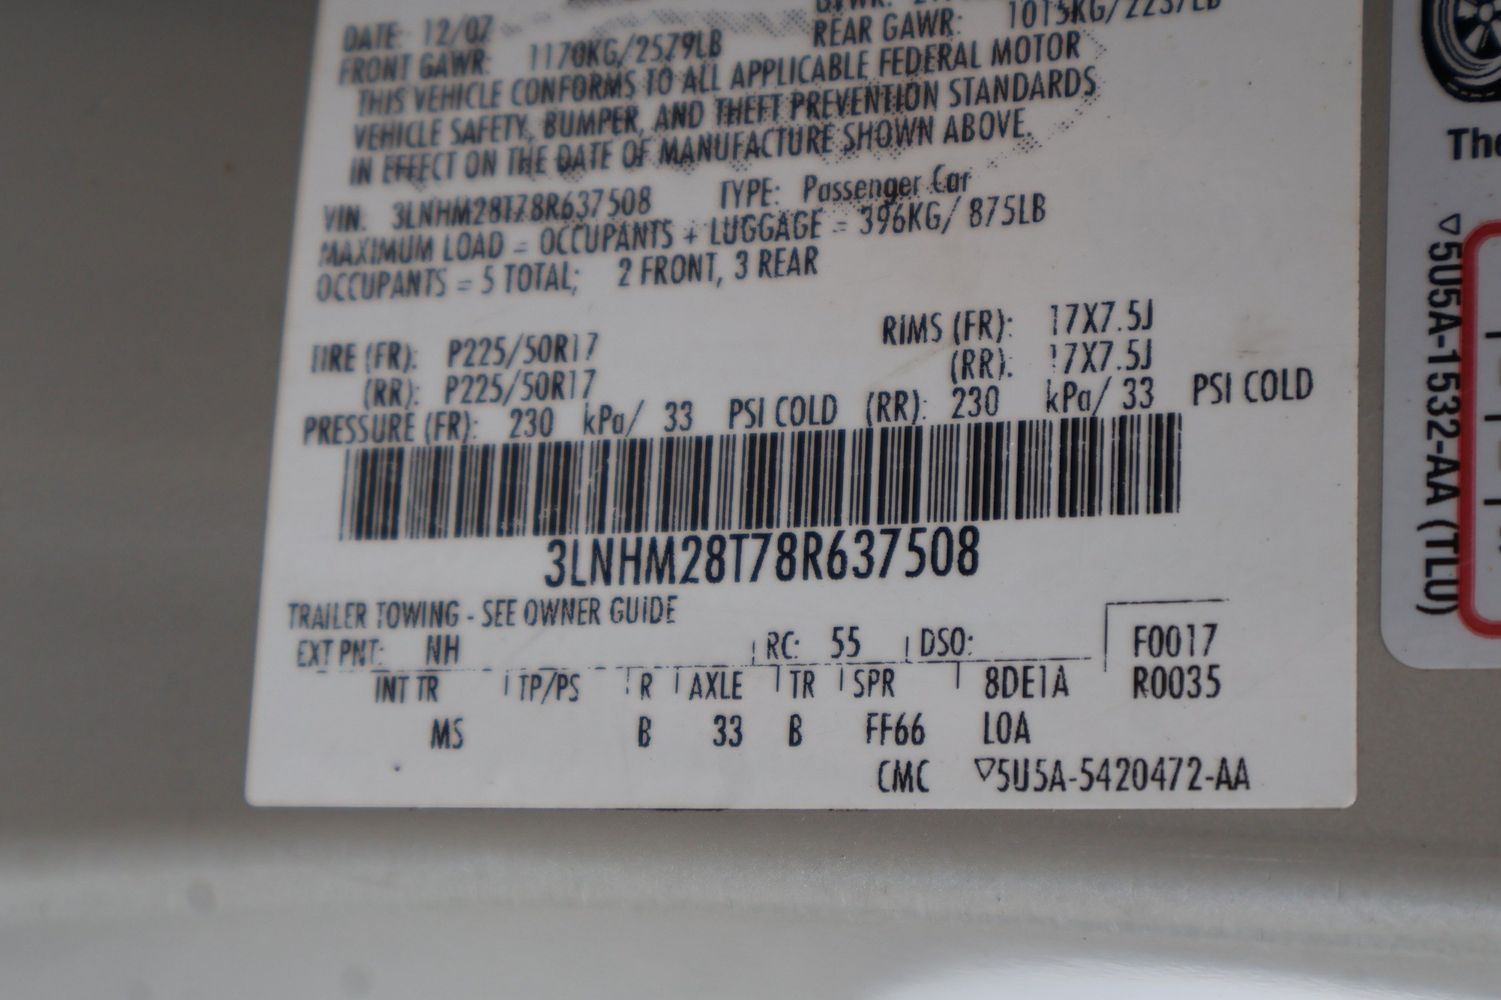 DATE: 12/07
FRONT GAWR: 1170KG/2579LB REAR GAWR: 1015KG/2237LB
THIS VEHICLE CONFORMS TO ALL APPLICABLE FEDERAL MOTOR
VEHICLE SAFETY, BUMPER, AND THEFT PREVENTION STANDARDS
IN EFFECT ON THE DATE OF MANUFACTURE SHOWN ABOVE.
VIN: 3LNHM28T78R637508 TYPE: Passenger Car
MAXIMUM LOAD = OCCUPANTS + LUGGAGE = 396KG/ 875LB
OCCUPANTS = 5 TOTAL; 2 FRONT, 3 REAR
TIRE (FR): P225/50R17 RIMS (FR): 17X7.5J
(RR): P225/50R17 (RR): 17X7.5J
PRESSURE (FR): 230 kPa/ 33 PSI COLD (RR): 230 kPa/ 33 PSI COLD
3LNHM28T78R637508
TRAILER TOWING - SEE OWNER GUIDE
EXT PNT: NH RC: 55 DSO: F0017
INT TR TP/PS R AXLE TR SPR 8DE1A R0035
MS B 33 B FF66 LOA
CMC ▽5U5A-5420472-AA
The
▽5U5A-1532-AA (TLU)